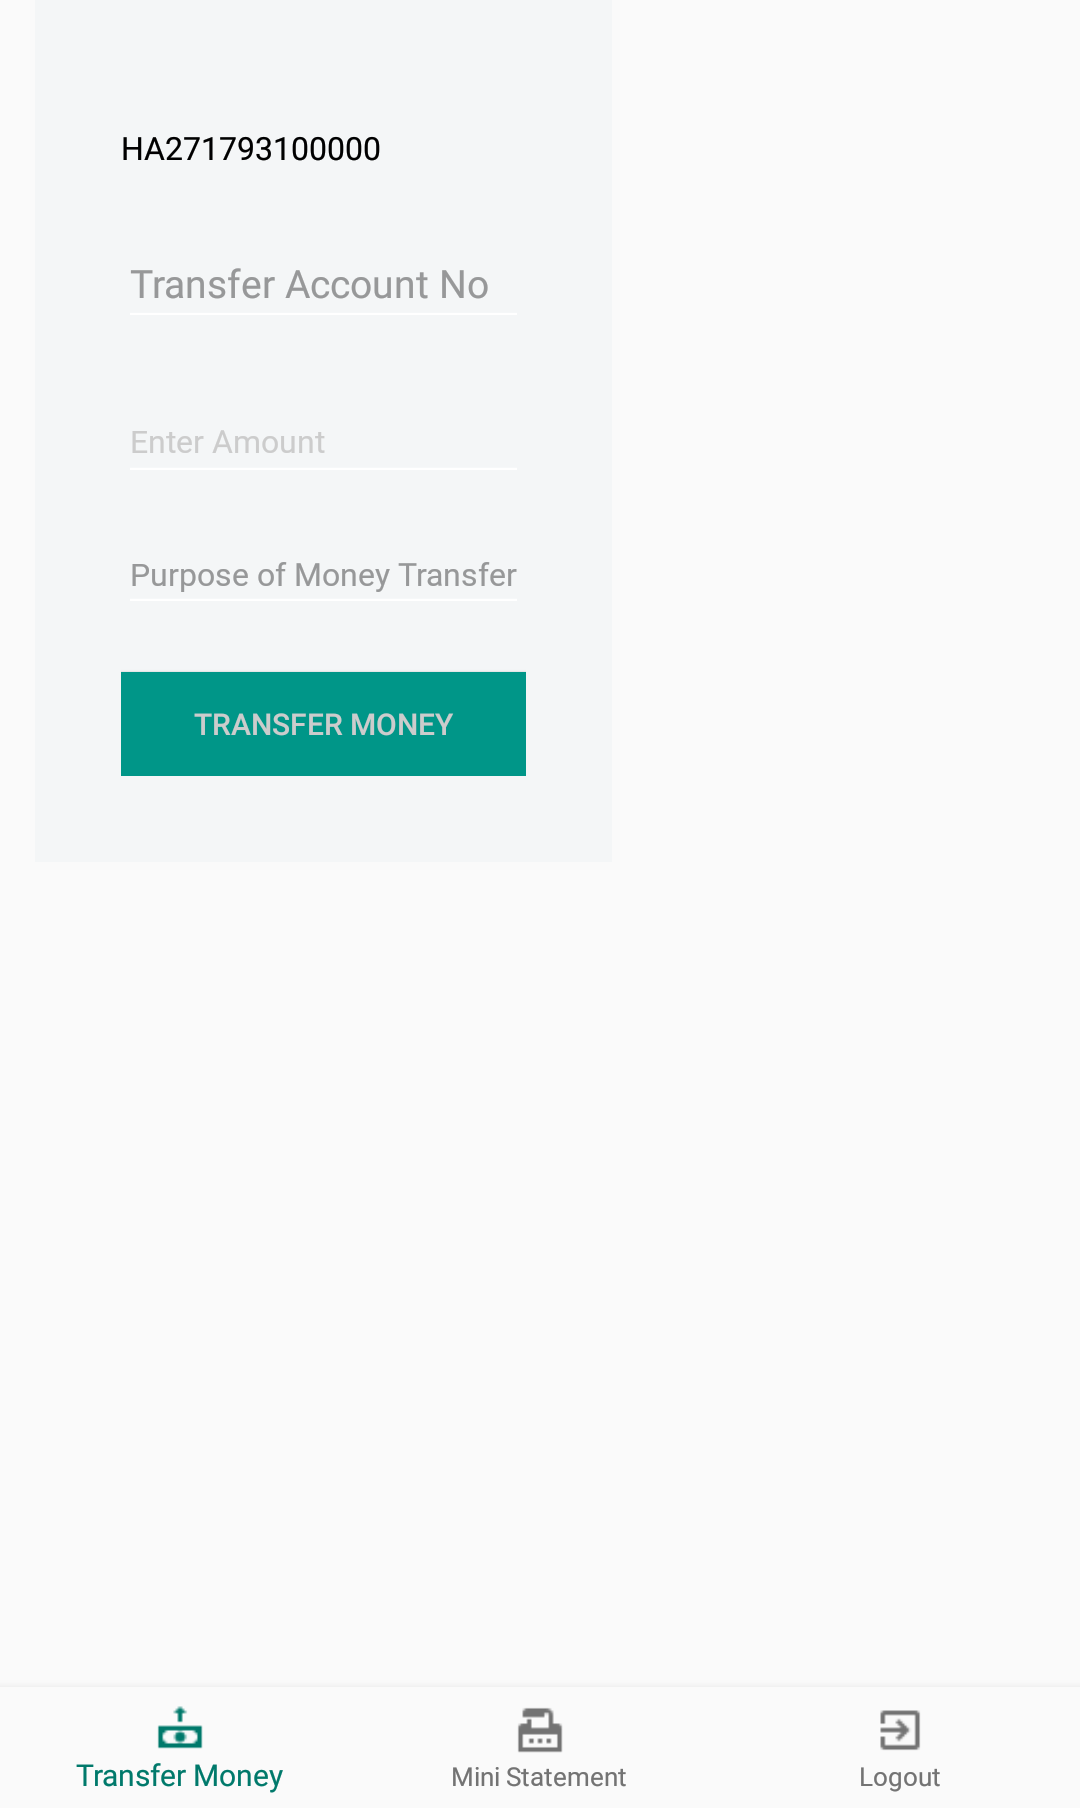 HA271793100000
Transfer Account No
Enter Amount
Purpose of Money Transfer
TRANSFER MONEY
Transfer Money
Mini Statement
Logout